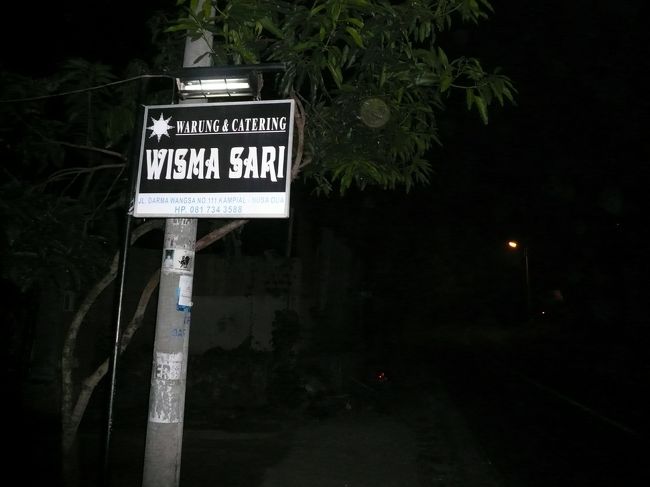 WARUNG & CATERING
WISMA SARI
JL. DARMA WANGSA NO.111 KAMPIAL - NUSA DUA
HP. 081 734 3588